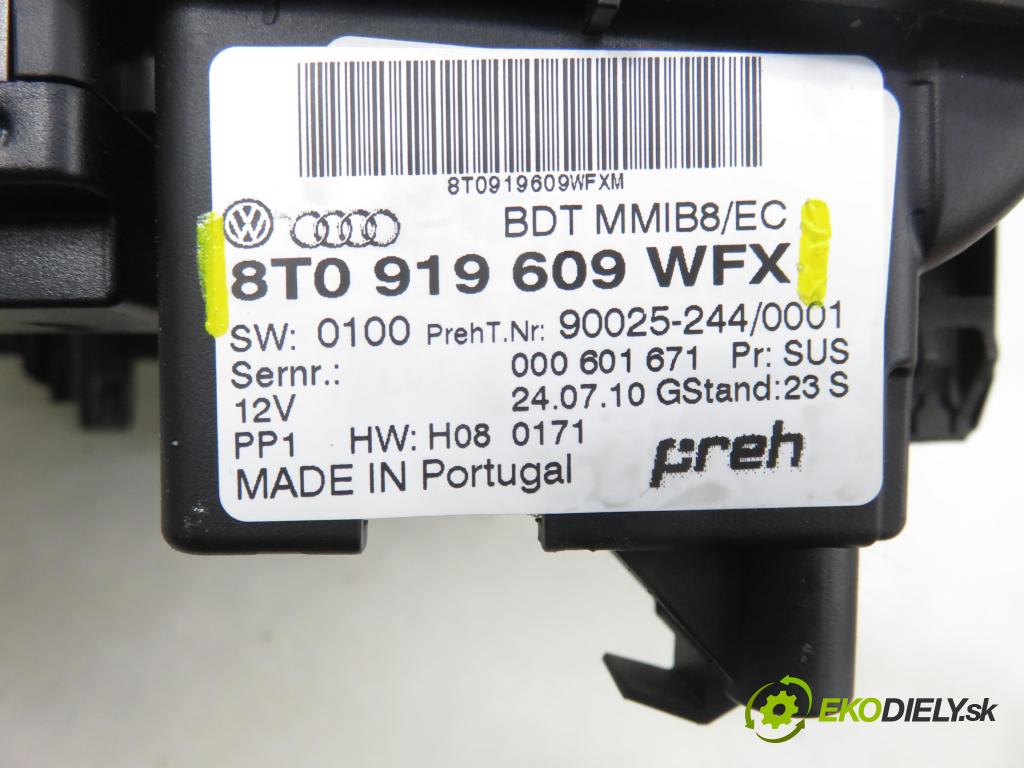 8T0919609WFXM
BDT MMIB8/EC
8T0 919 609 WFX
SW: 0100 PrehT.Nr: 90025-244/0001
Sernr.: 000 601 671 Pr: SUS
12V 24.07.10 GStand:23 S
PP1 HW: H08 0171
MADE IN Portugal preh
EKODIELY.sk